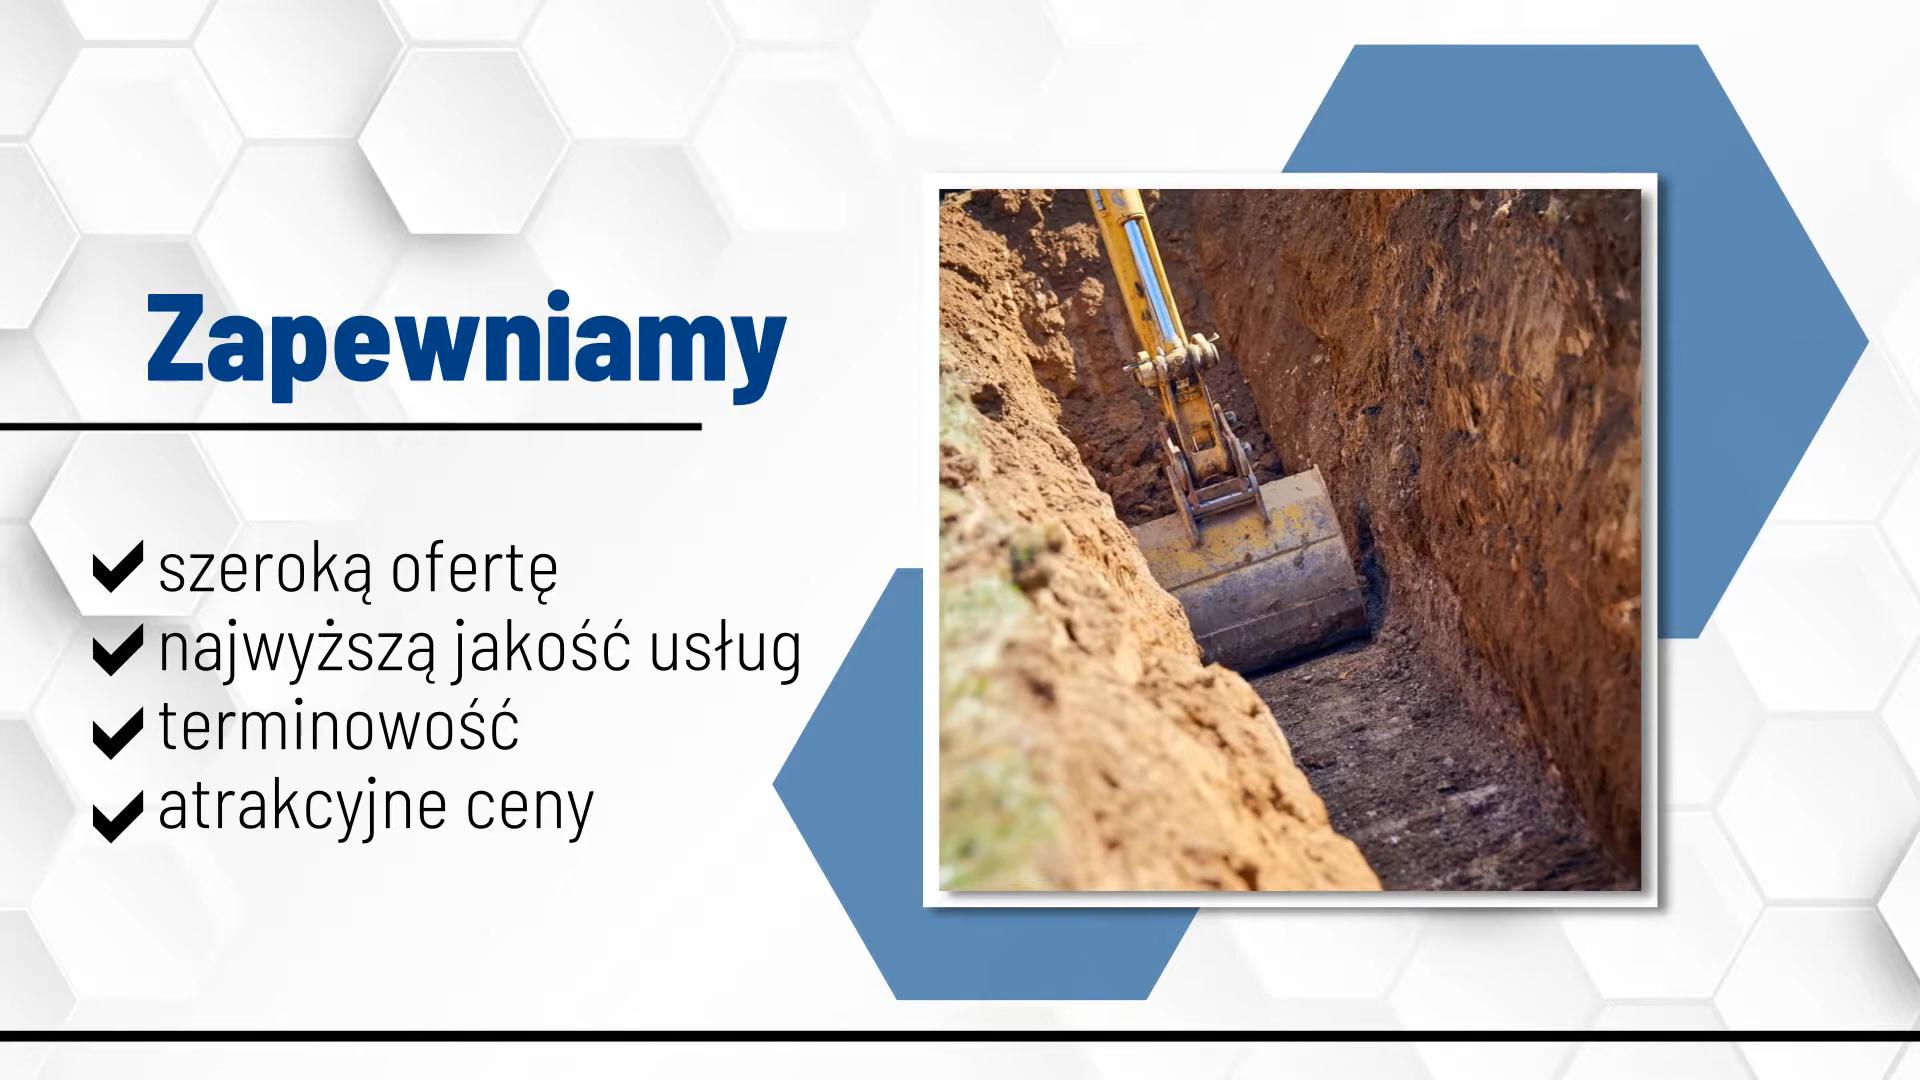 Zapewniamy
szeroką ofertę
najwyższą jakość usług
terminowość
atrakcyjne ceny